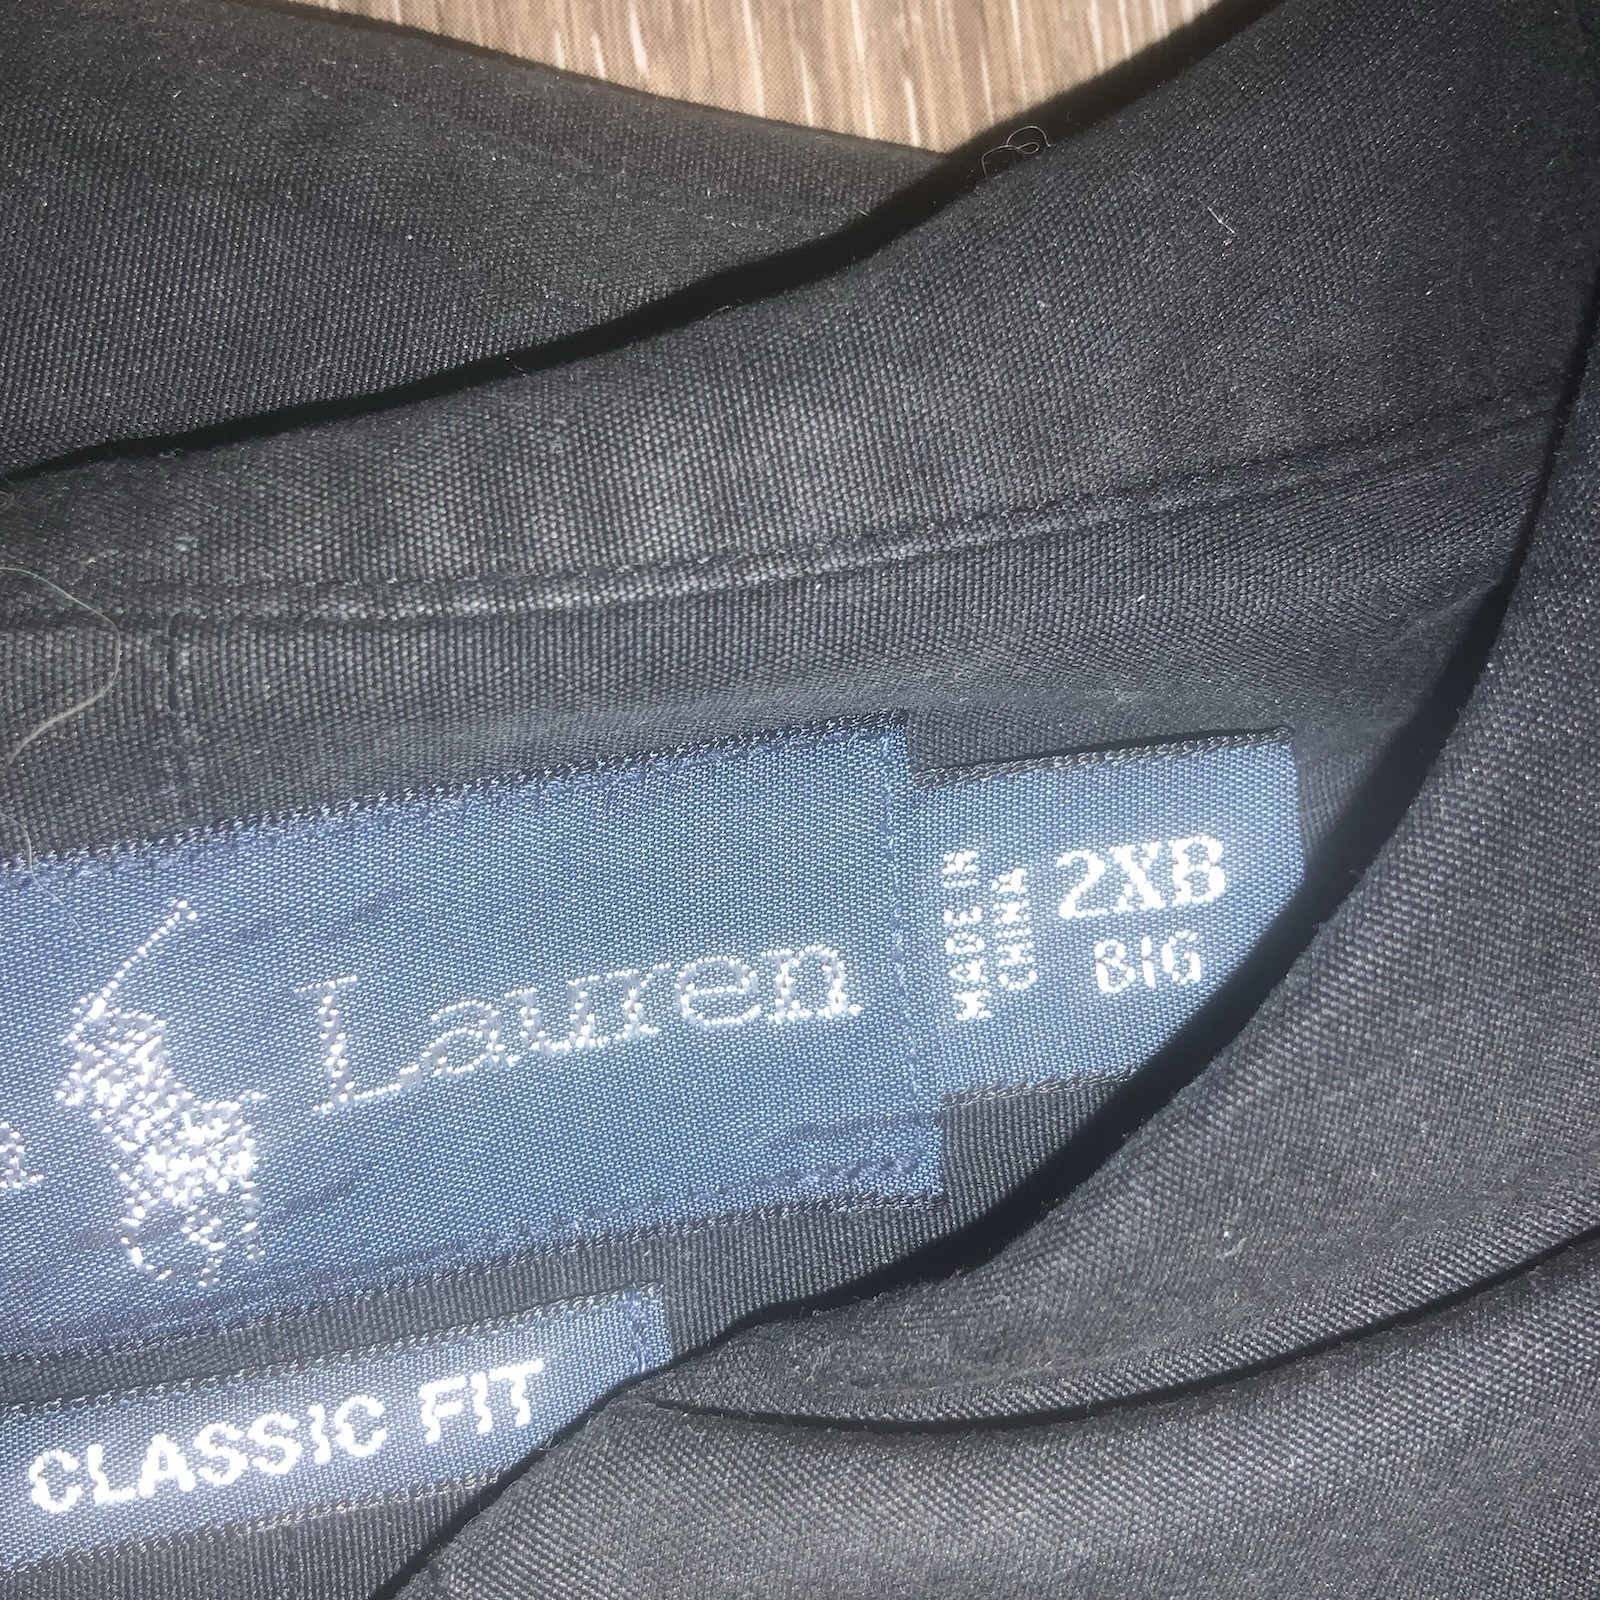 Lauren
MADE IN
CHINA
2XB
BIG
CLASSIC FIT